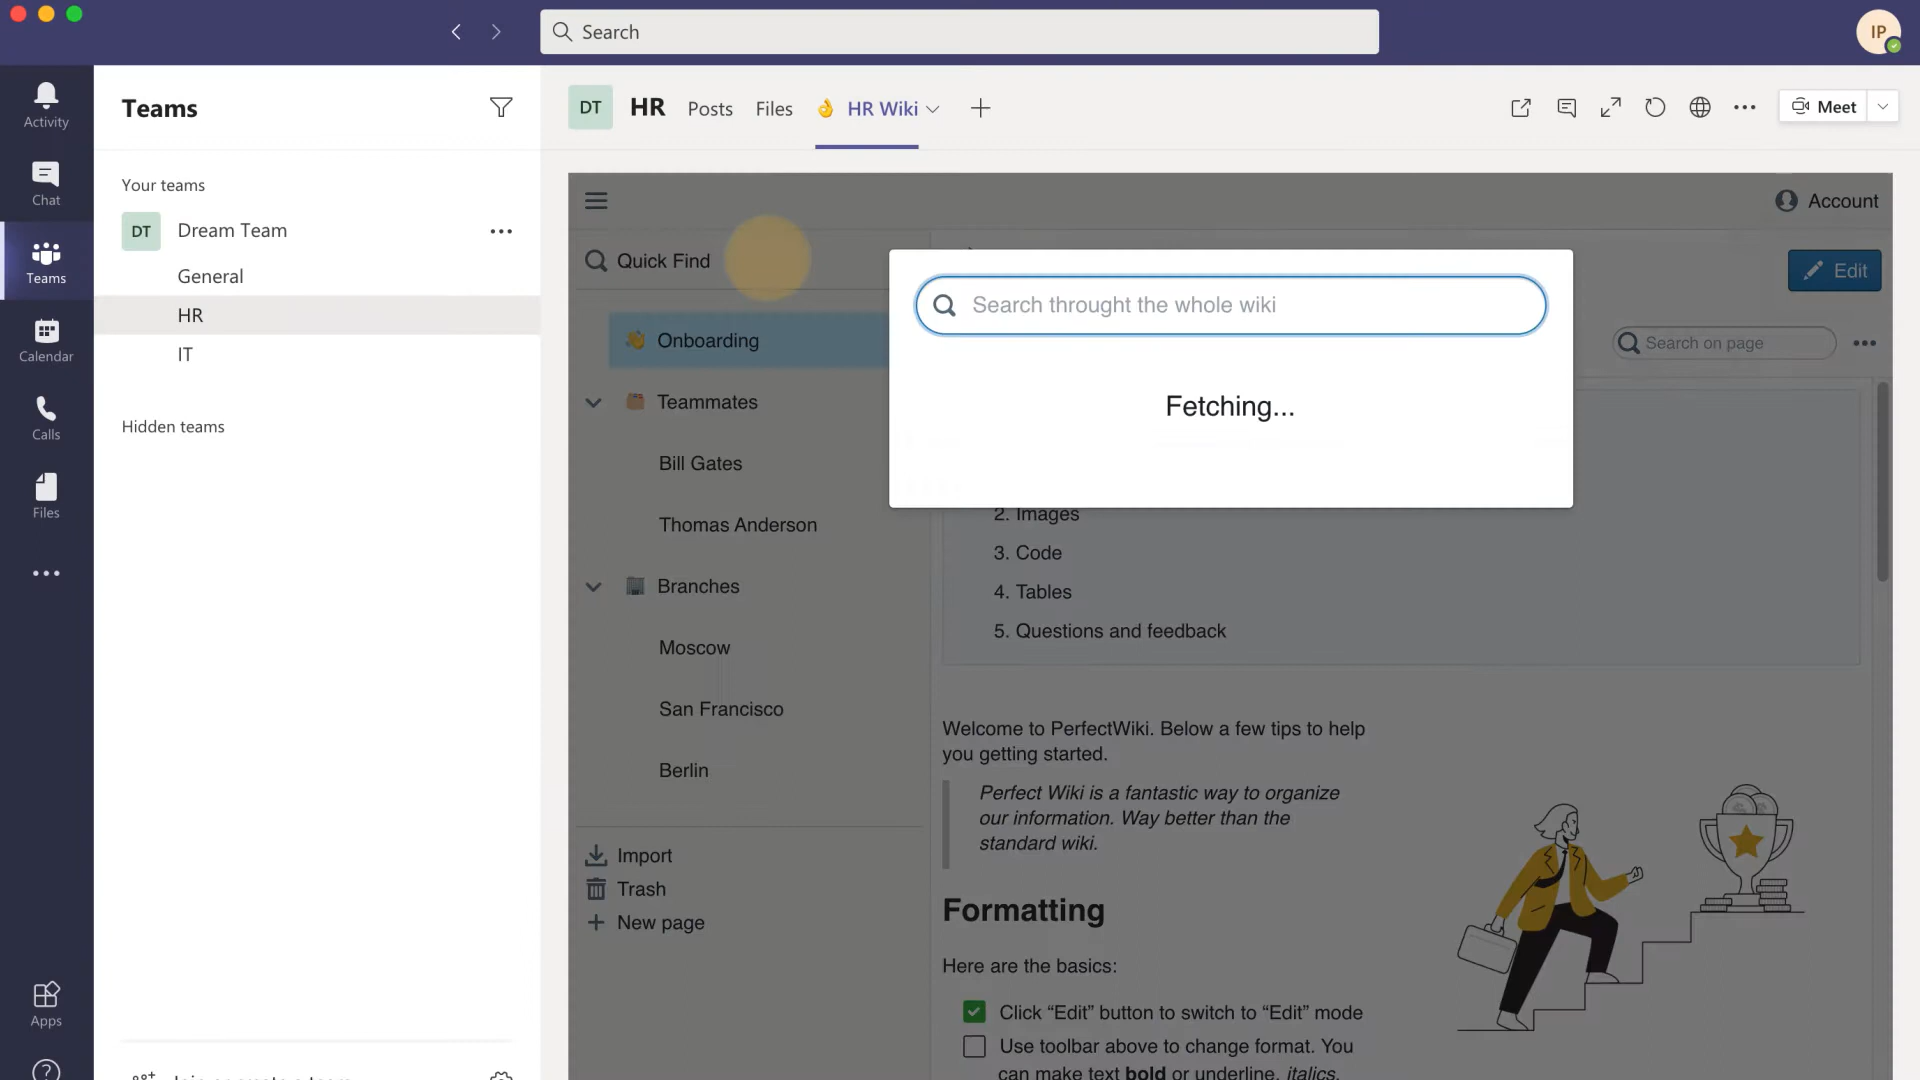 Search
IP
Activity
Chat
Teams
Calendar
Calls
Files
Apps
Teams
Your teams
DT Dream Team
General
HR
IT
Hidden teams
DT HR Posts Files HR Wiki
Meet
Account
Quick Find
Onboarding
Teammates
Bill Gates
Thomas Anderson
Branches
Moscow
San Francisco
Berlin
Import
Trash
New page
Edit
Search on page
Search throught the whole wiki
Fetching...
2. Images
3. Code
4. Tables
5. Questions and feedback
Welcome to PerfectWiki. Below a few tips to help
you getting started.
Perfect Wiki is a fantastic way to organize
our information. Way better than the
standard wiki.
Formatting
Here are the basics:
Click “Edit” button to switch to “Edit” mode
Use toolbar above to change format. You
can make text bold or underline, italics,